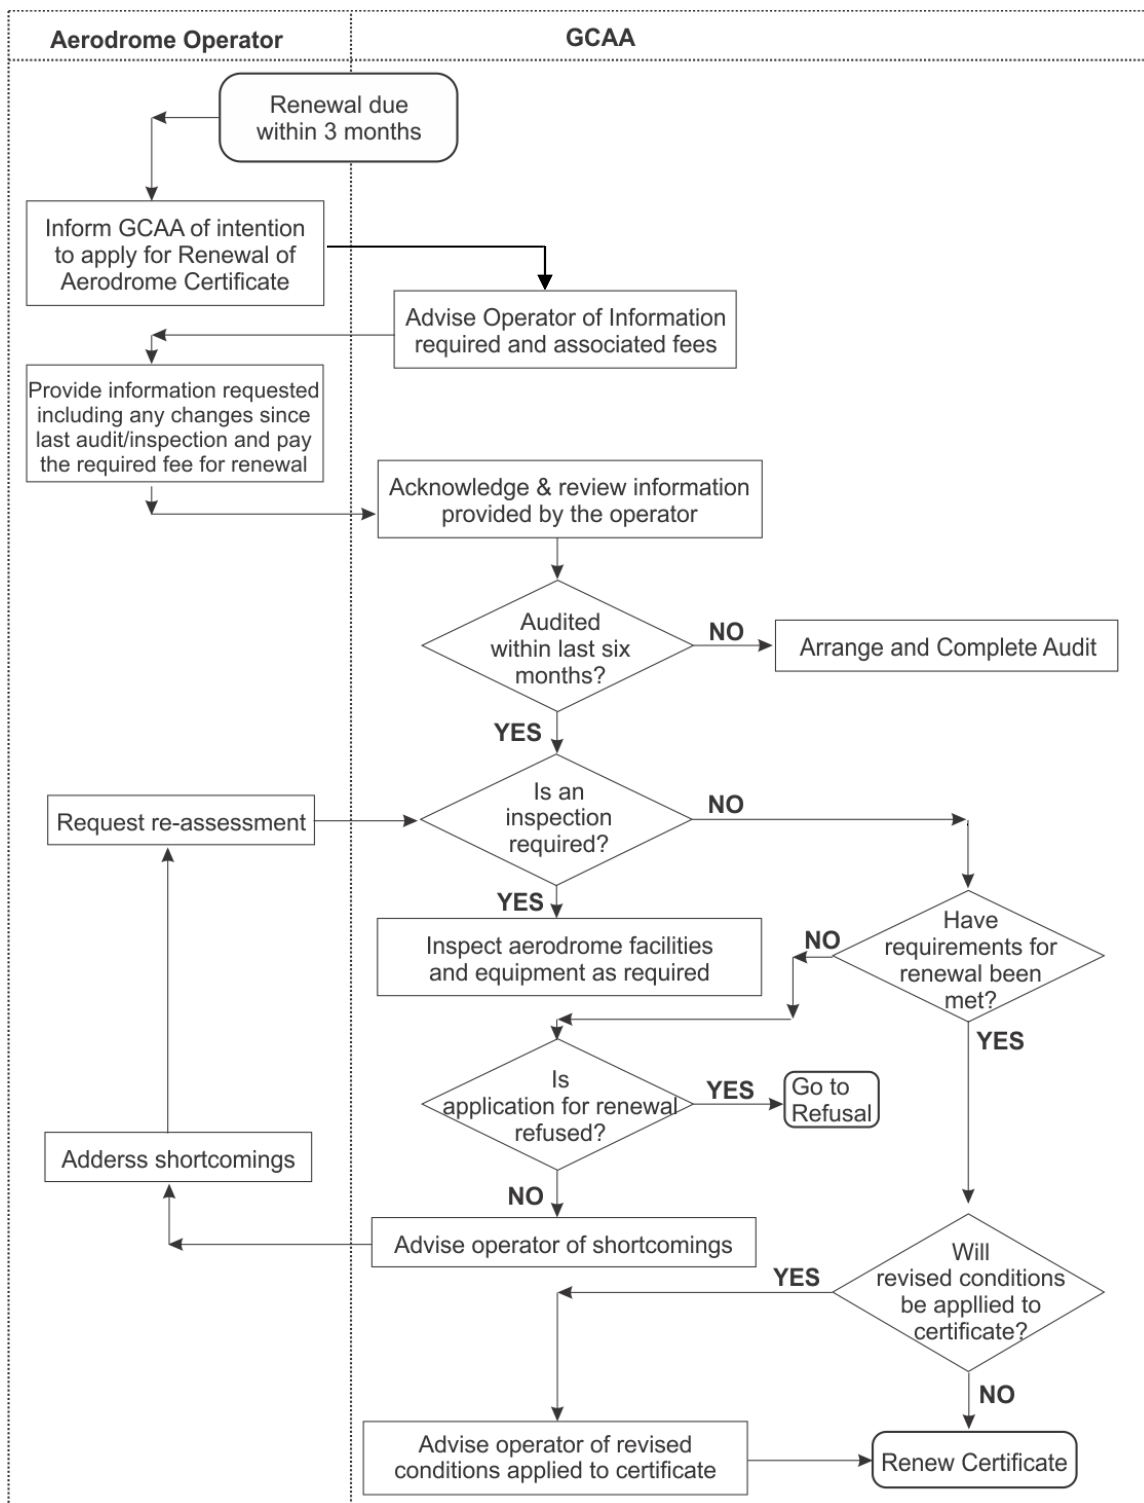 Aerodrome Operator
GCAA
Renewal due
within 3 months
Inform GCAA of intention
to apply for Renewal of
Aerodrome Certificate
Advise Operator of Information
required and associated fees
Provide information requested
including any changes since
last audit/inspection and pay
the required fee for renewal
Acknowledge & review information
provided by the operator
Audited
within last six
months?
NO
Arrange and Complete Audit
YES
Request re-assessment
Is an
inspection
required?
NO
YES
Inspect aerodrome facilities
and equipment as required
Have
requirements for
renewal been
met?
NO
YES
Is
application for renewal
refused?
YES
Go to
Refusal
Adderss shortcomings
NO
Advise operator of shortcomings
Will
revised conditions
be appllied to
certificate?
YES
NO
Advise operator of revised
conditions applied to certificate
Renew Certificate